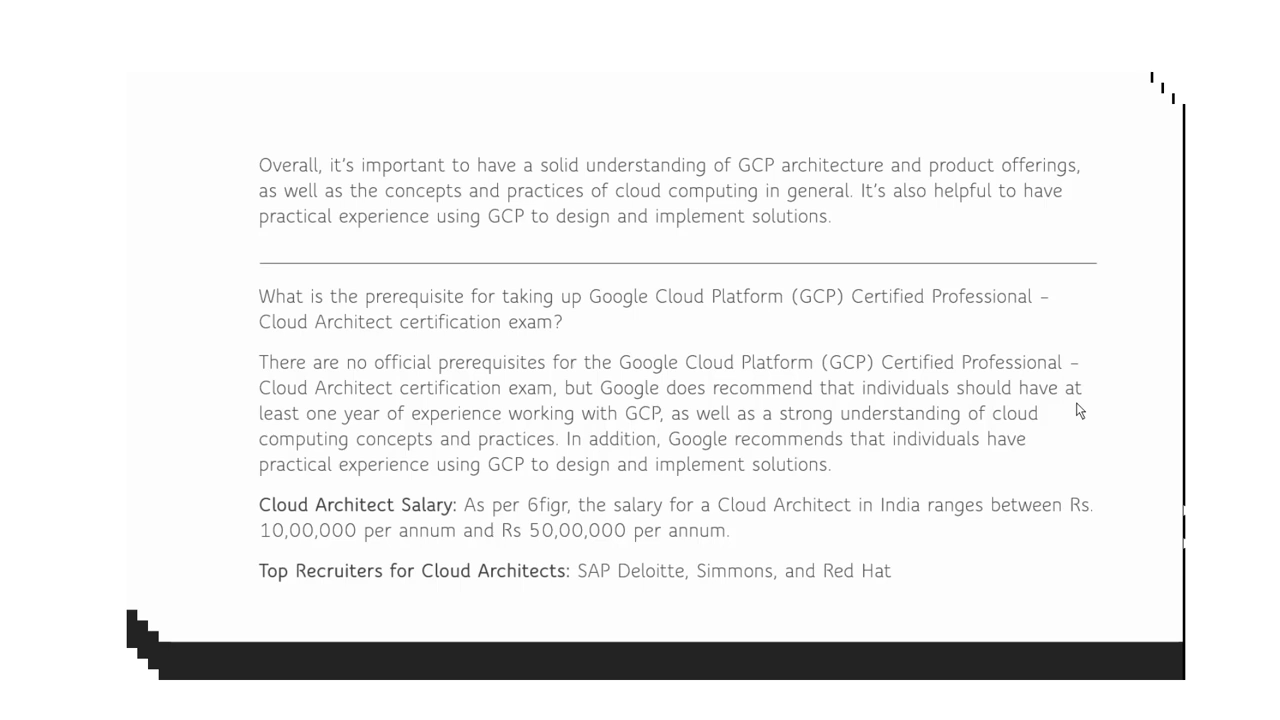 Overall, it's important to have a solid understanding of GCP architecture and product offerings,
as well as the concepts and practices of cloud computing in general. It's also helpful to have
practical experience using GCP to design and implement solutions.
What is the prerequisite for taking up Google Cloud Platform (GCP) Certified Professional –
Cloud Architect certification exam?
There are no official prerequisites for the Google Cloud Platform (GCP) Certified Professional –
Cloud Architect certification exam, but Google does recommend that individuals should have at
least one year of experience working with GCP, as well as a strong understanding of cloud
computing concepts and practices. In addition, Google recommends that individuals have
practical experience using GCP to design and implement solutions.
Cloud Architect Salary: As per 6figr, the salary for a Cloud Architect in India ranges between Rs.
10,00,000 per annum and Rs 50,00,000 per annum.
Top Recruiters for Cloud Architects: SAP Deloitte, Simmons, and Red Hat